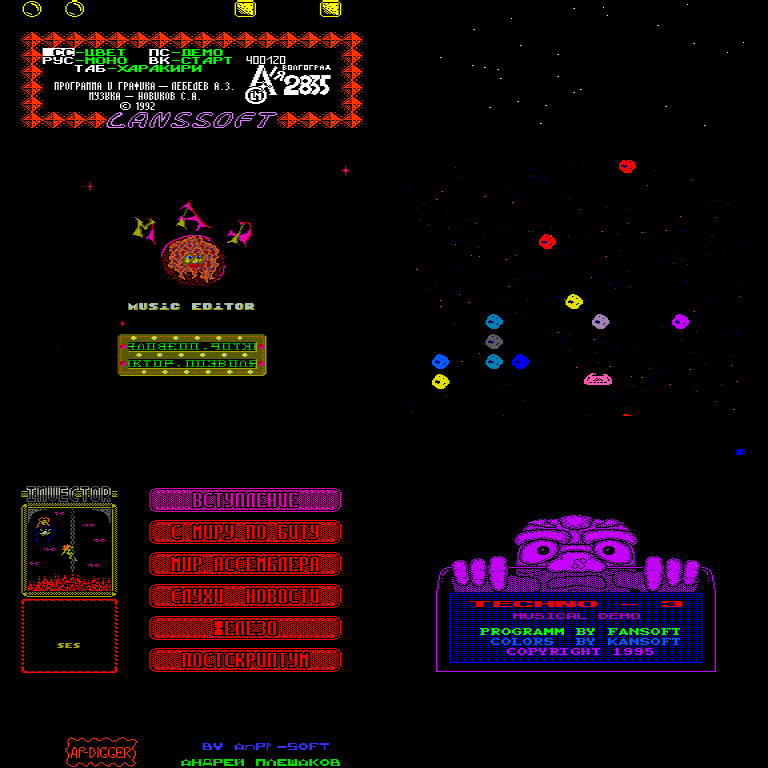 СС-ЦВЕТ ПС-ДЕМО
РУС-МОНО ВК-СТАРТ
ТАБ-ХАРАКИРИ
400120
ВОЛГОГРАД
2835
ПРОГРАММА И ГРАФИКА — ЛЕБЕДЕВ А.З.
МУЗЫКА — НОВИКОВ С.А.
© 1992
LANSSOFT
MUSIC EDITOR
INVECTOR
ВСТУПЛЕНИЕ
С МИРУ ПО БИТУ
МИР АССЕМБЛЕРА
СЛУХИ НОВОСТИ
ЖЕЛЕЗО
ПОСТСКРИПТУМ
SES
TECHNO - 3
MUSICAL DEMO
PROGRAMM BY FANSOFT
COLORS BY KANSOFT
COPYRIGHT 1995
AP-DIGGER
АНДРЕЙ ПЛЕШАКОВ